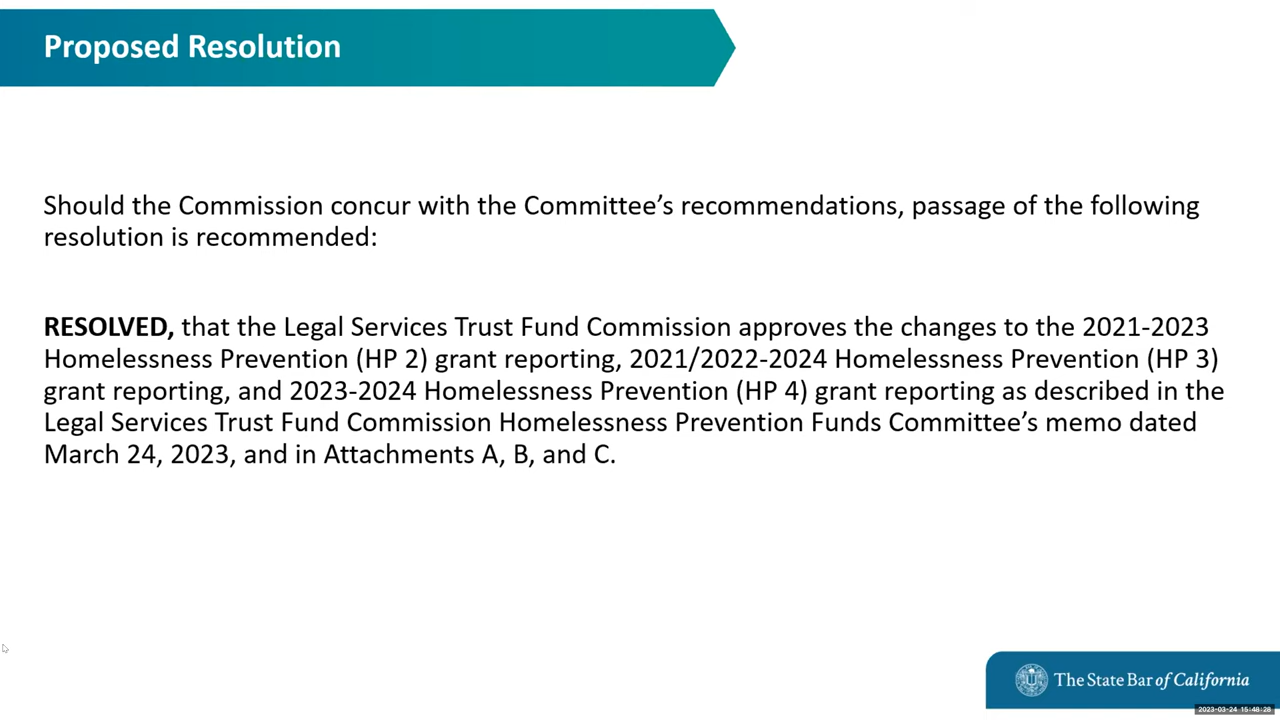 Proposed Resolution
Should the Commission concur with the Committee’s recommendations, passage of the following
resolution is recommended:
RESOLVED, that the Legal Services Trust Fund Commission approves the changes to the 2021-2023
Homelessness Prevention (HP 2) grant reporting, 2021/2022-2024 Homelessness Prevention (HP 3)
grant reporting, and 2023-2024 Homelessness Prevention (HP 4) grant reporting as described in the
Legal Services Trust Fund Commission Homelessness Prevention Funds Committee’s memo dated
March 24, 2023, and in Attachments A, B, and C.
The State Bar of California
2023-03-24 15:48:28